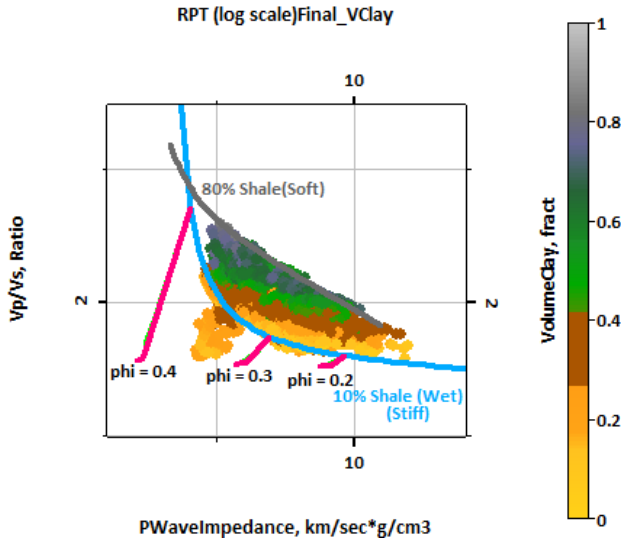 RPT (log scale)Final_VClay
10
1
0.8
0.6
0.4
0.2
0
VolumeClay, fract
80% Shale(Soft)
Vp/Vs, Ratio
2
2
phi = 0.4
phi = 0.3
phi = 0.2
10% Shale (Wet)
(Stiff)
10
PWaveImpedance, km/sec*g/cm3